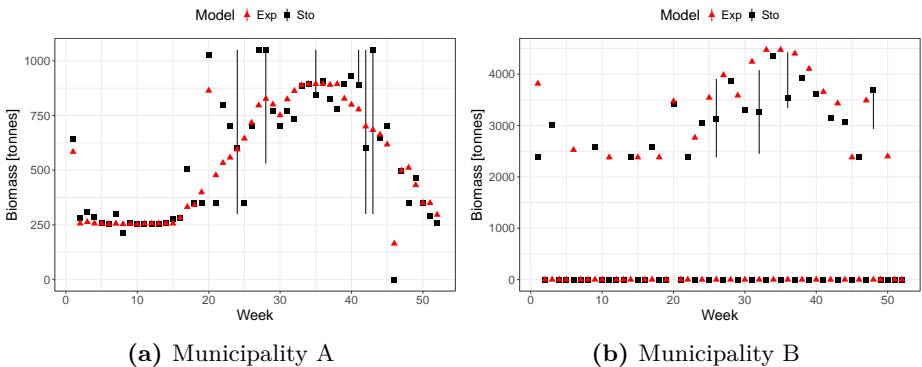 Model Exp Sto
Biomass [tonnes]
1000
750
500
250
0
0 10 20 30 40 50
Week
(a) Municipality A
Model Exp Sto
Biomass [tonnes]
4000
3000
2000
1000
0
0 10 20 30 40 50
Week
(b) Municipality B